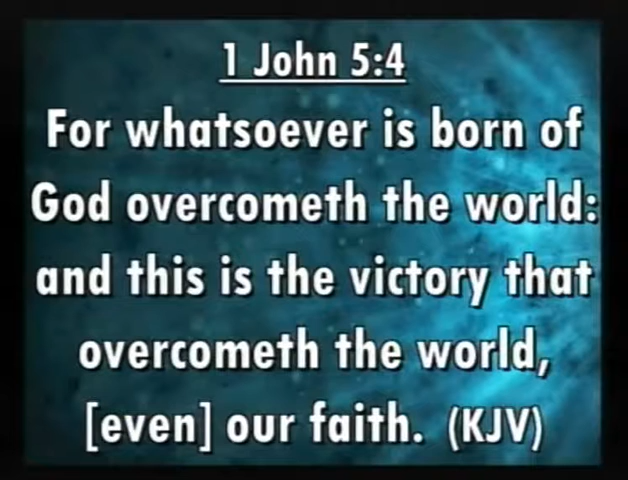 1 John 5:4
For whatsoever is born of
God overcometh the world:
and this is the victory that
overcometh the world,
[even] our faith. (KJV)